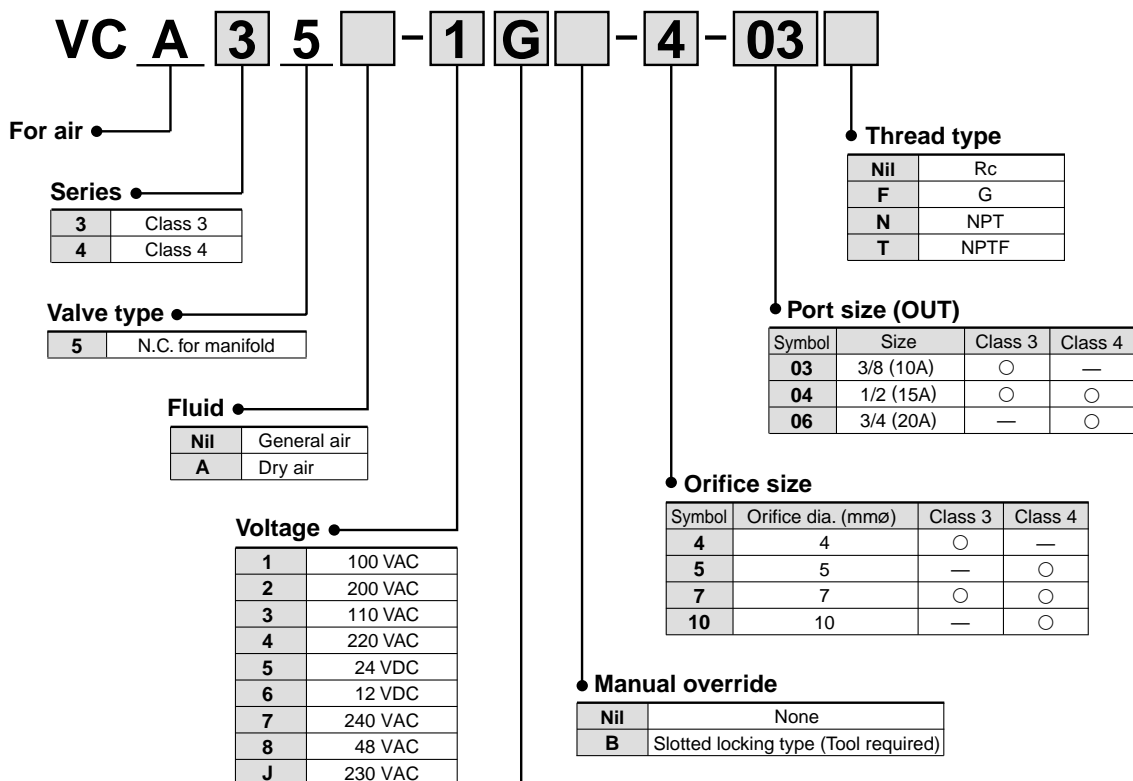 VC A 3 5 - 1 G - 4 - 03
For air
Thread type
Nil Rc
F G
N NPT
T NPTF
Series
3 Class 3
4 Class 4
Valve type
5 N.C. for manifold
Port size (OUT)
Symbol Size Class 3 Class 4
03 3/8 (10A) ○ —
04 1/2 (15A) ○ ○
06 3/4 (20A) — ○
Fluid
Nil General air
A Dry air
Orifice size
Symbol Orifice dia. (mmø) Class 3 Class 4
4 4 ○ —
5 5 — ○
7 7 ○ ○
10 10 — ○
Voltage
1 100 VAC
2 200 VAC
3 110 VAC
4 220 VAC
5 24 VDC
6 12 VDC
7 240 VAC
8 48 VAC
J 230 VAC
Manual override
Nil None
B Slotted locking type (Tool required)